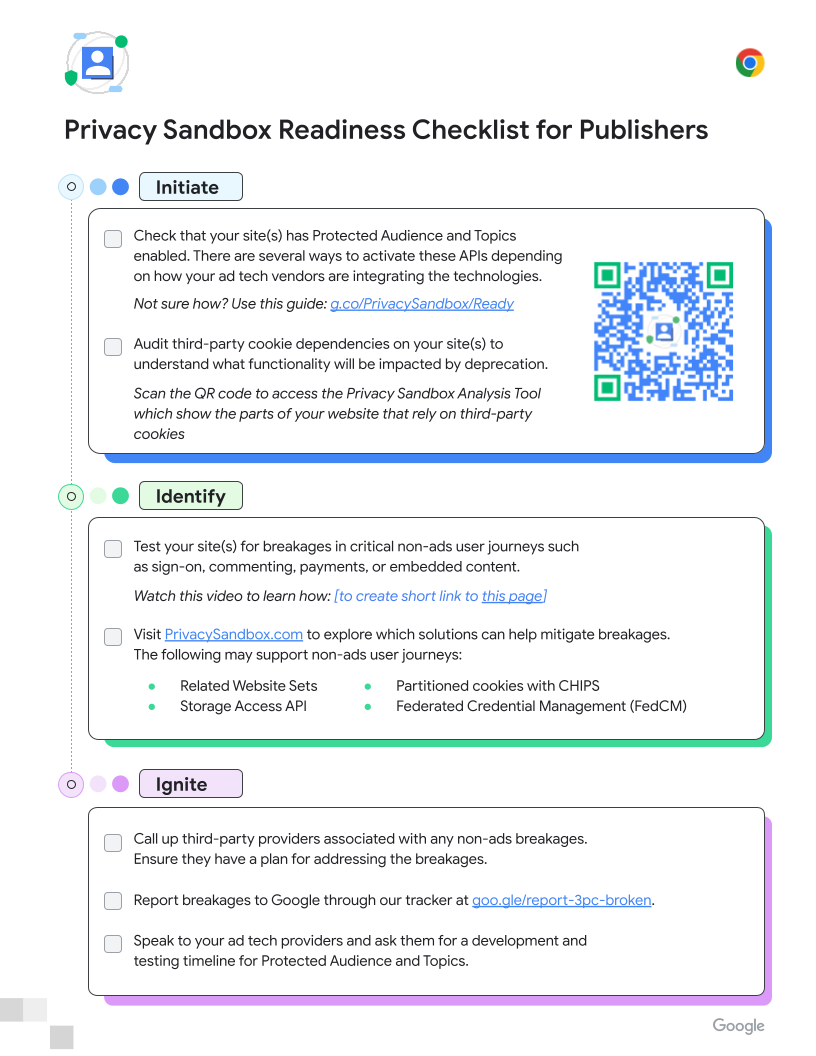 Privacy Sandbox Readiness Checklist for Publishers
Initiate
Check that your site(s) has Protected Audience and Topics
enabled. There are several ways to activate these APIs depending
on how your ad tech vendors are integrating the technologies.
Not sure how? Use this guide: g.co/PrivacySandbox/Ready
Audit third-party cookie dependencies on your site(s) to
understand what functionality will be impacted by deprecation.
Scan the QR code to access the Privacy Sandbox Analysis Tool
which show the parts of your website that rely on third-party
cookies
Identify
Test your site(s) for breakages in critical non-ads user journeys such
as sign-on, commenting, payments, or embedded content.
Watch this video to learn how: [to create short link to this page]
Visit PrivacySandbox.com to explore which solutions can help mitigate breakages.
The following may support non-ads user journeys:
• Related Website Sets
• Storage Access API
• Partitioned cookies with CHIPS
• Federated Credential Management (FedCM)
Ignite
Call up third-party providers associated with any non-ads breakages.
Ensure they have a plan for addressing the breakages.
Report breakages to Google through our tracker at goo.gle/report-3pc-broken.
Speak to your ad tech providers and ask them for a development and
testing timeline for Protected Audience and Topics.
Google